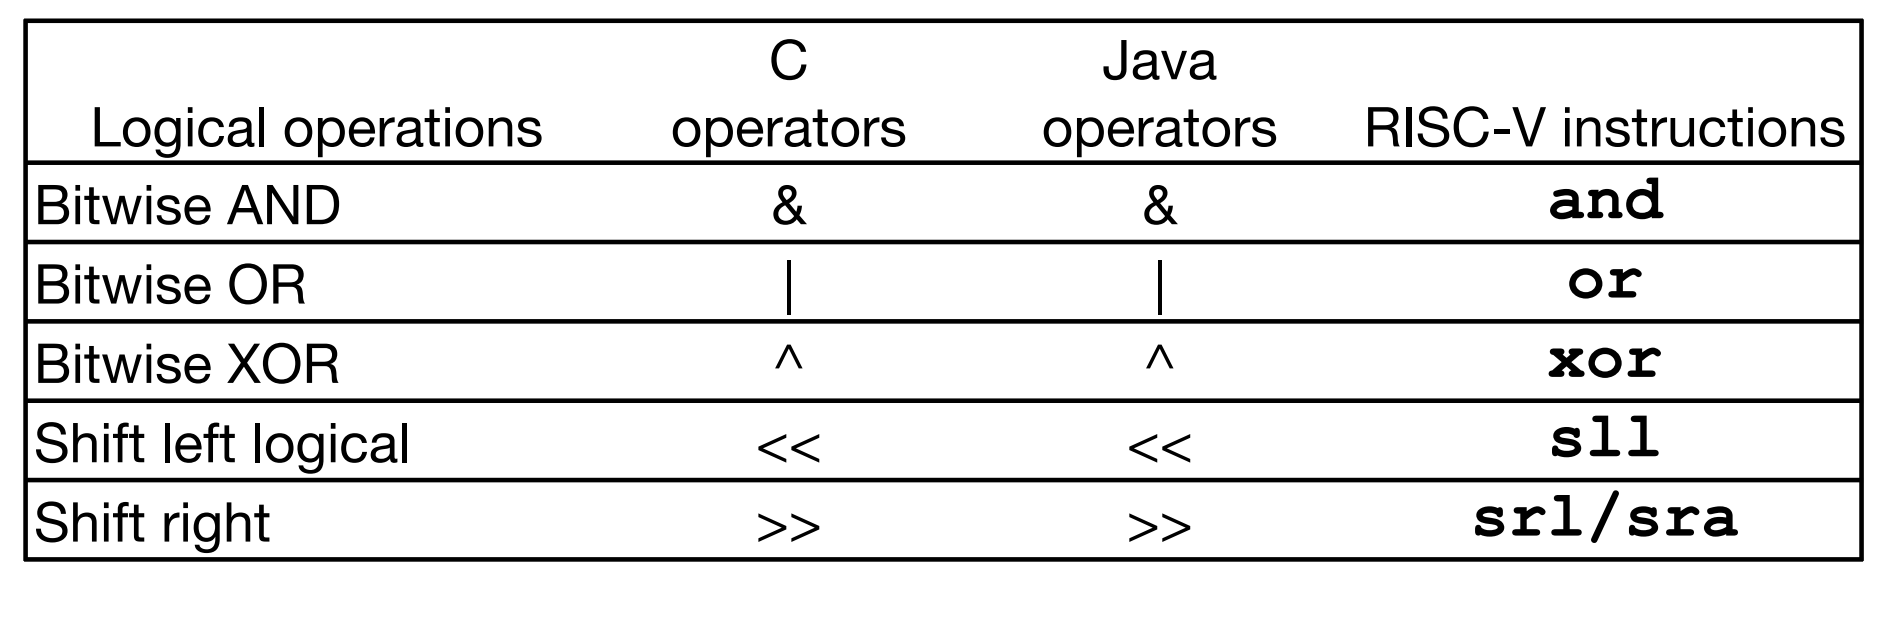 C Java
Logical operations operators operators RISC-V instructions
Bitwise AND & & and
Bitwise OR | | or
Bitwise XOR ^ ^ xor
Shift left logical << << sll
Shift right >> >> srl/sra